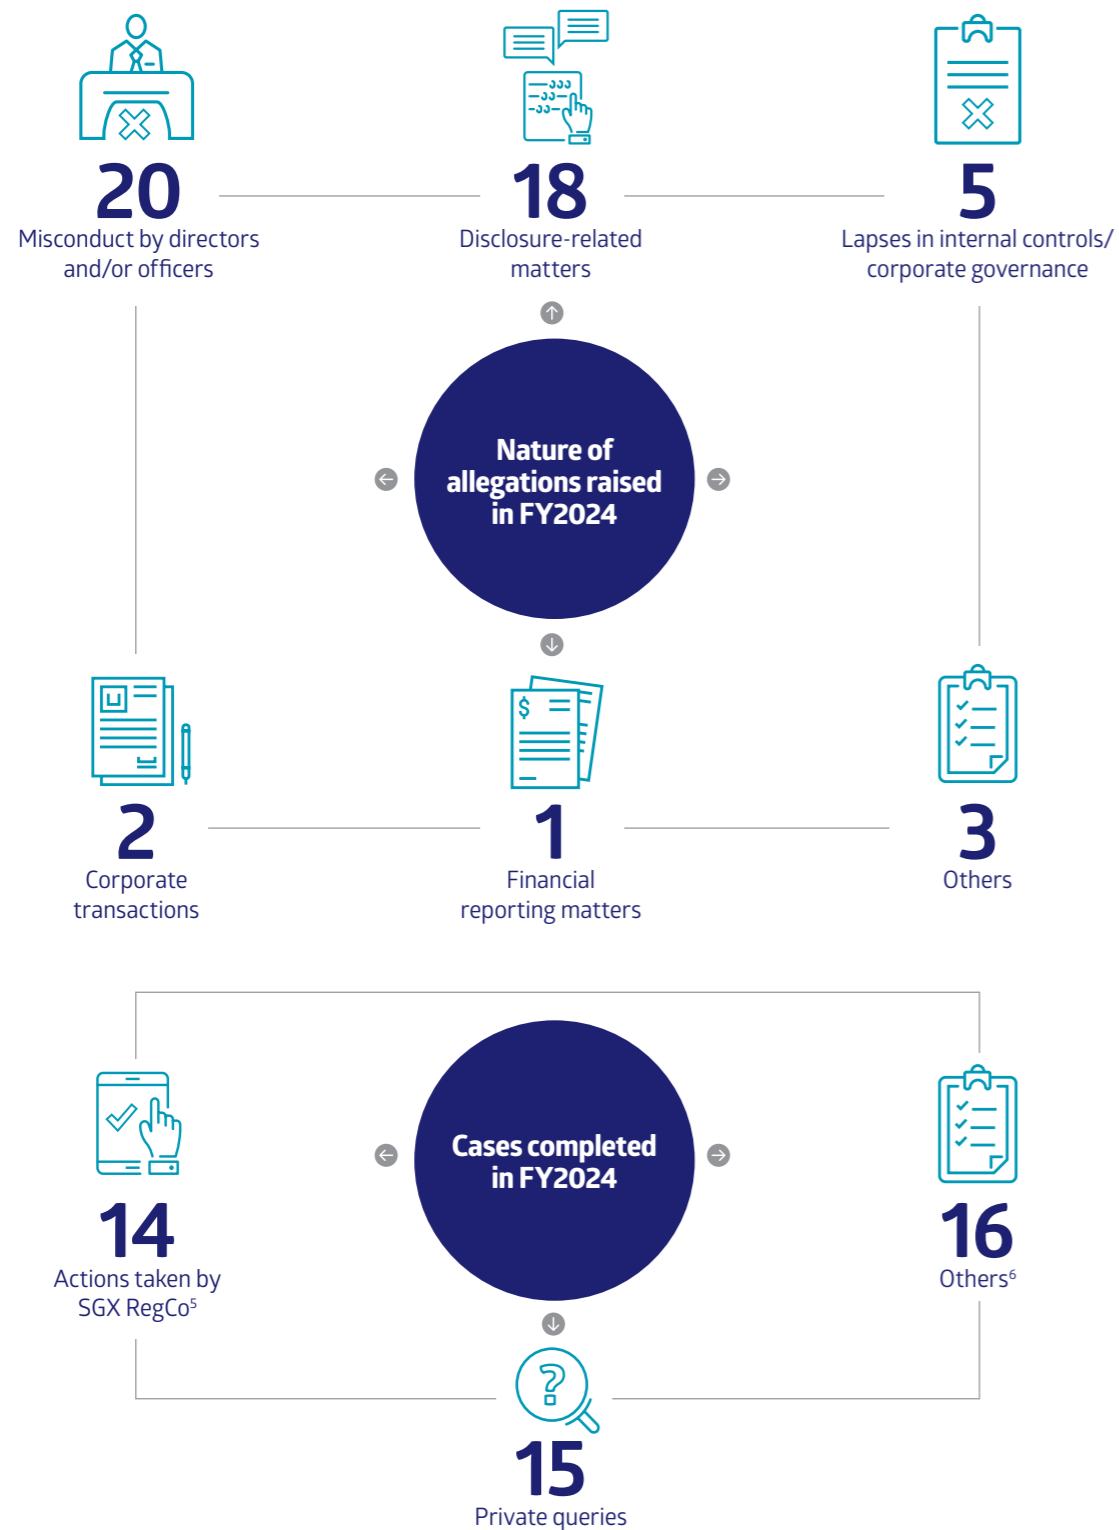 20
Misconduct by directors
and/or officers
18
Disclosure-related
matters
5
Lapses in internal controls/
corporate governance
Nature of
allegations raised
in FY2024
2
Corporate
transactions
$
1
Financial
reporting matters
3
Others
Cases completed
in FY2024
14
Actions taken by
SGX RegCo⁵
16
Others⁶
?
15
Private queries